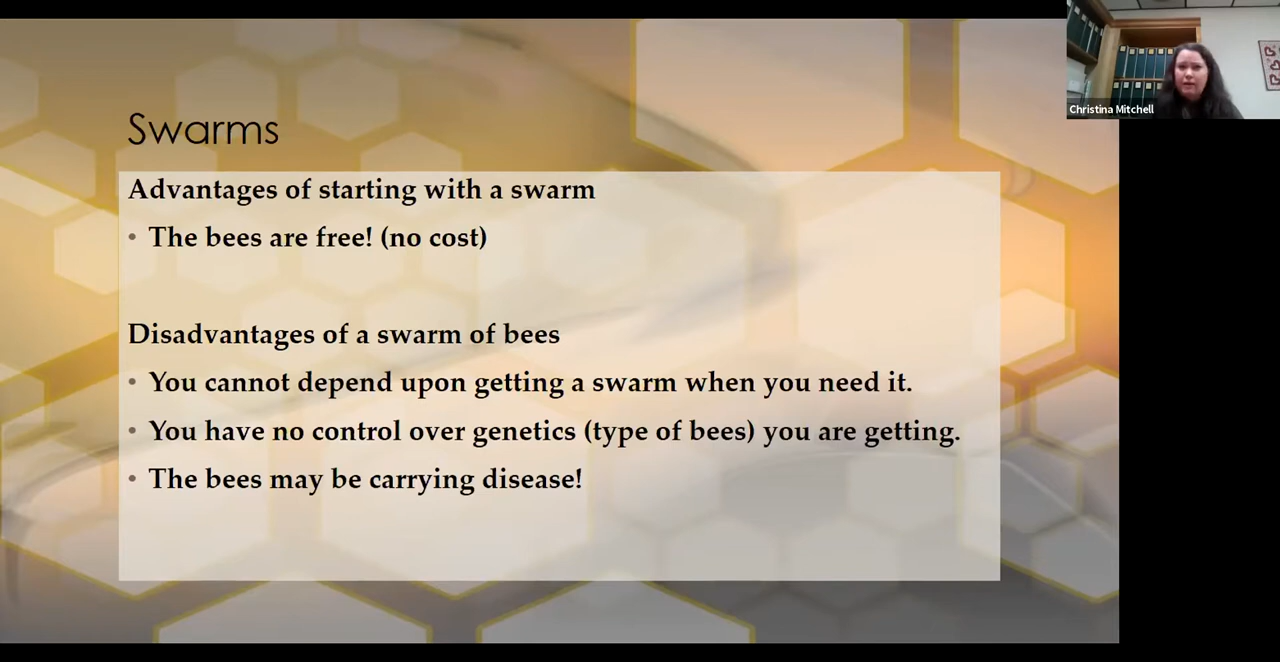 Christina Mitchell
Swarms
Advantages of starting with a swarm
• The bees are free! (no cost)
Disadvantages of a swarm of bees
• You cannot depend upon getting a swarm when you need it.
• You have no control over genetics (type of bees) you are getting.
• The bees may be carrying disease!